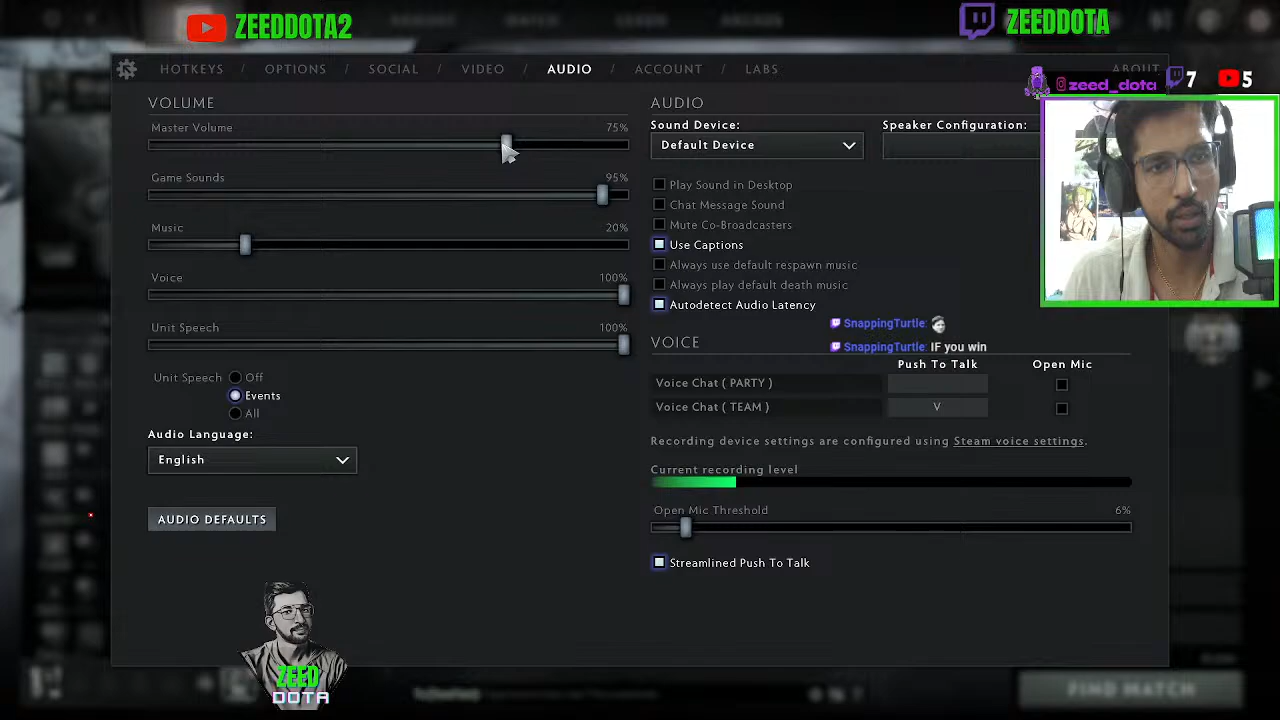 ZEEDDOTA2
ZEEDDOTA
HOTKEYS / OPTIONS / SOCIAL / VIDEO / AUDIO / ACCOUNT / LABS
ABOUT
zeed_dota 7 5
VOLUME
Master Volume 75%
Game Sounds 95%
Music 20%
Voice 100%
Unit Speech 100%
Unit Speech Off
Events
All
Audio Language:
English
AUDIO DEFAULTS
AUDIO
Sound Device: Speaker Configuration:
Default Device
Play Sound in Desktop
Chat Message Sound
Mute Co-Broadcasters
Use Captions
Always use default respawn music
Always play default death music
Autodetect Audio Latency
SnappingTurtle:
SnappingTurtle: IF you win
VOICE
Push To Talk Open Mic
Voice Chat ( PARTY )
Voice Chat ( TEAM ) V
Recording device settings are configured using Steam voice settings.
Current recording level
Open Mic Threshold 6%
Streamlined Push To Talk
ZEED
DOTA
FIND MATCH